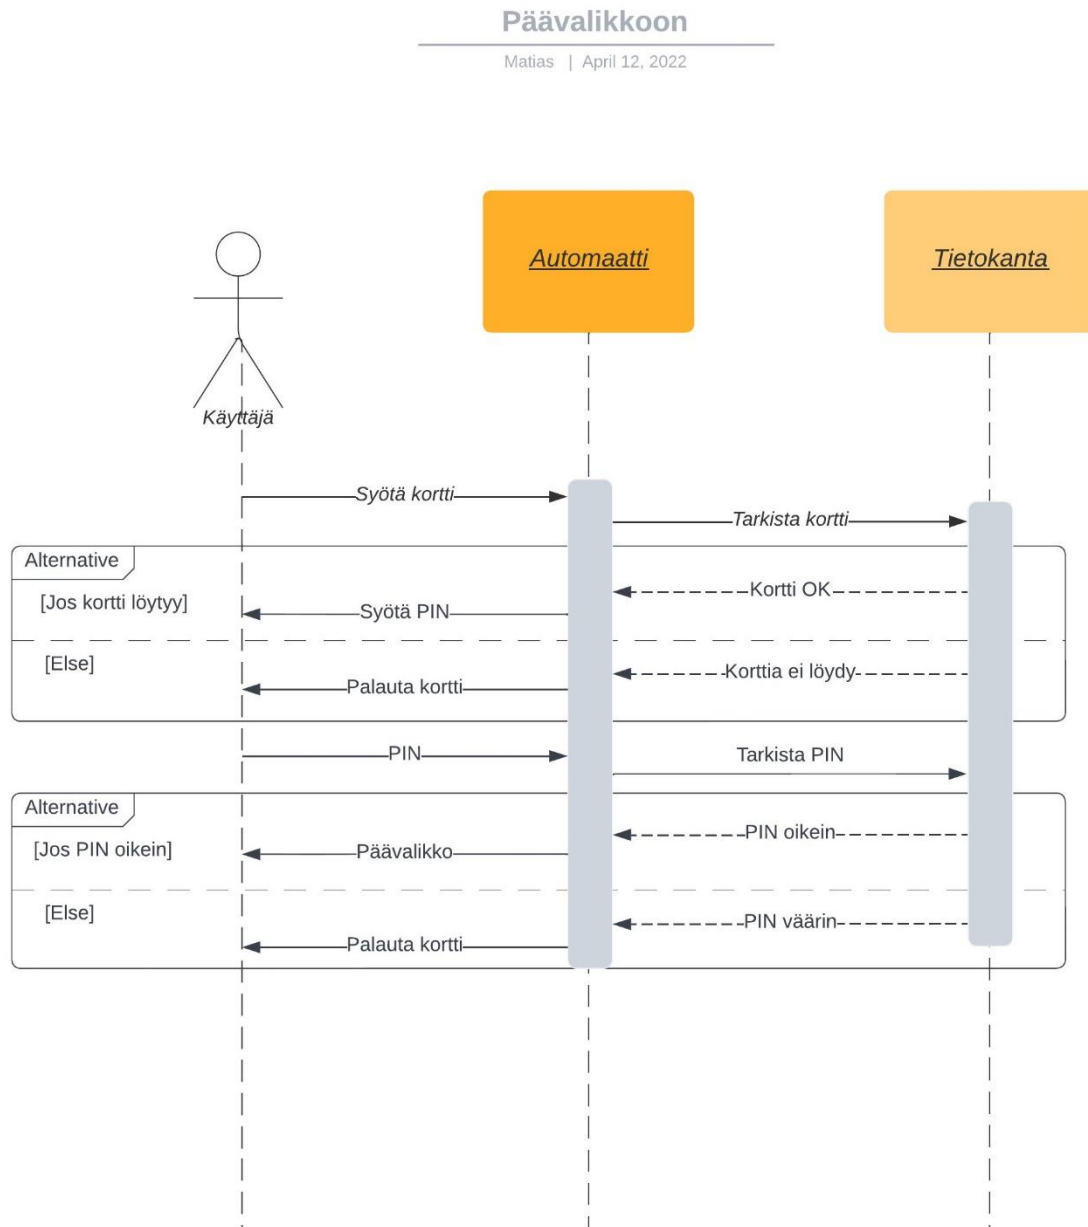 Päävalikkoon
Matias | April 12, 2022
Automaatti
Tietokanta
Käyttäjä
Syötä kortti
Tarkista kortti
Alternative
[Jos kortti löytyy]
Kortti OK
Syötä PIN
[Else]
Korttia ei löydy
Palauta kortti
PIN
Tarkista PIN
Alternative
[Jos PIN oikein]
PIN oikein
Päävalikko
[Else]
PIN väärin
Palauta kortti